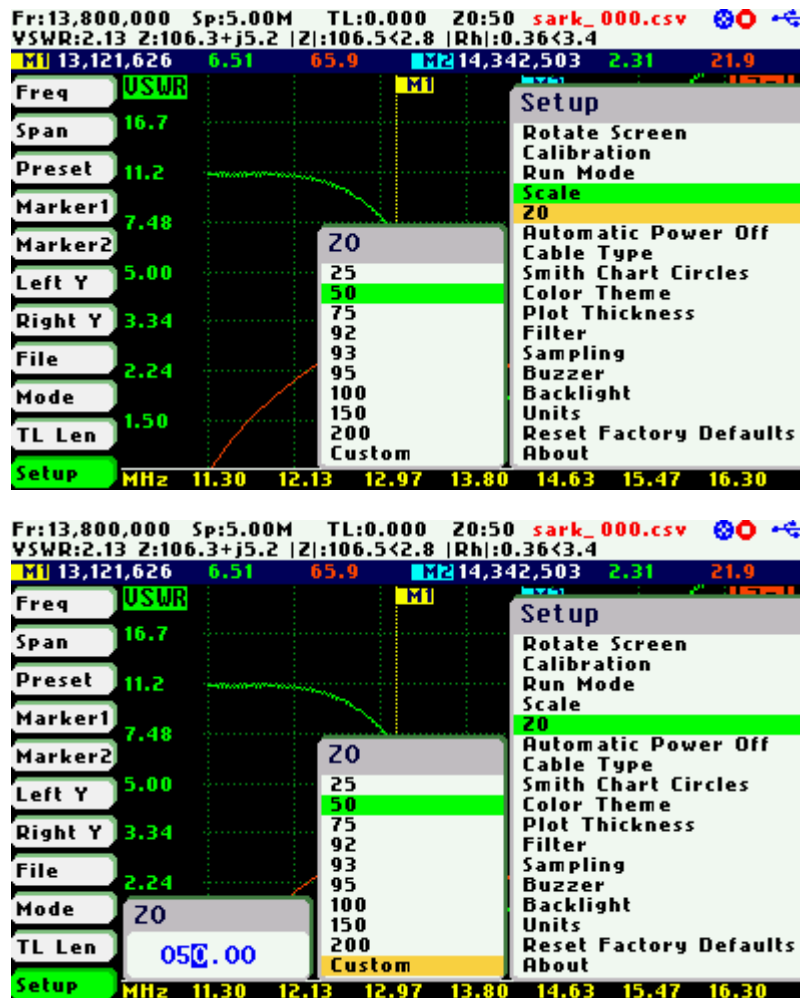 Fr:13,800,000 Sp:5.00M TL:0.000 Z0:50 sark_000.csv
VSWR:2.13 Z:106.3+j5.2 |Z|:106.5<2.8 |Rh|:0.36<3.4
M1 13,121,626 6.51 65.9 M2 14,342,503 2.31 21.9
Freq
Span
Preset
Marker1
Marker2
Left Y
Right Y
File
Mode
TL Len
Setup
VSWR
16.7
11.2
7.48
5.00
3.34
2.24
1.50
M1
Z0
25
50
75
92
93
95
100
150
200
Custom
Setup
Rotate Screen
Calibration
Run Mode
Scale
Z0
Automatic Power Off
Cable Type
Smith Chart Circles
Color Theme
Plot Thickness
Filter
Sampling
Buzzer
Backlight
Units
Reset Factory Defaults
About
MHz 11.30 12.13 12.97 13.80 14.63 15.47 16.30
Fr:13,800,000 Sp:5.00M TL:0.000 Z0:50 sark_000.csv
VSWR:2.13 Z:106.3+j5.2 |Z|:106.5<2.8 |Rh|:0.36<3.4
M1 13,121,626 6.51 65.9 M2 14,342,503 2.31 21.9
Freq
Span
Preset
Marker1
Marker2
Left Y
Right Y
File
Mode
TL Len
Setup
VSWR
16.7
11.2
7.48
5.00
3.34
2.24
M1
Z0
050.00
Z0
25
50
75
92
93
95
100
150
200
Custom
Setup
Rotate Screen
Calibration
Run Mode
Scale
Z0
Automatic Power Off
Cable Type
Smith Chart Circles
Color Theme
Plot Thickness
Filter
Sampling
Buzzer
Backlight
Units
Reset Factory Defaults
About
MHz 11.30 12.13 12.97 13.80 14.63 15.47 16.30